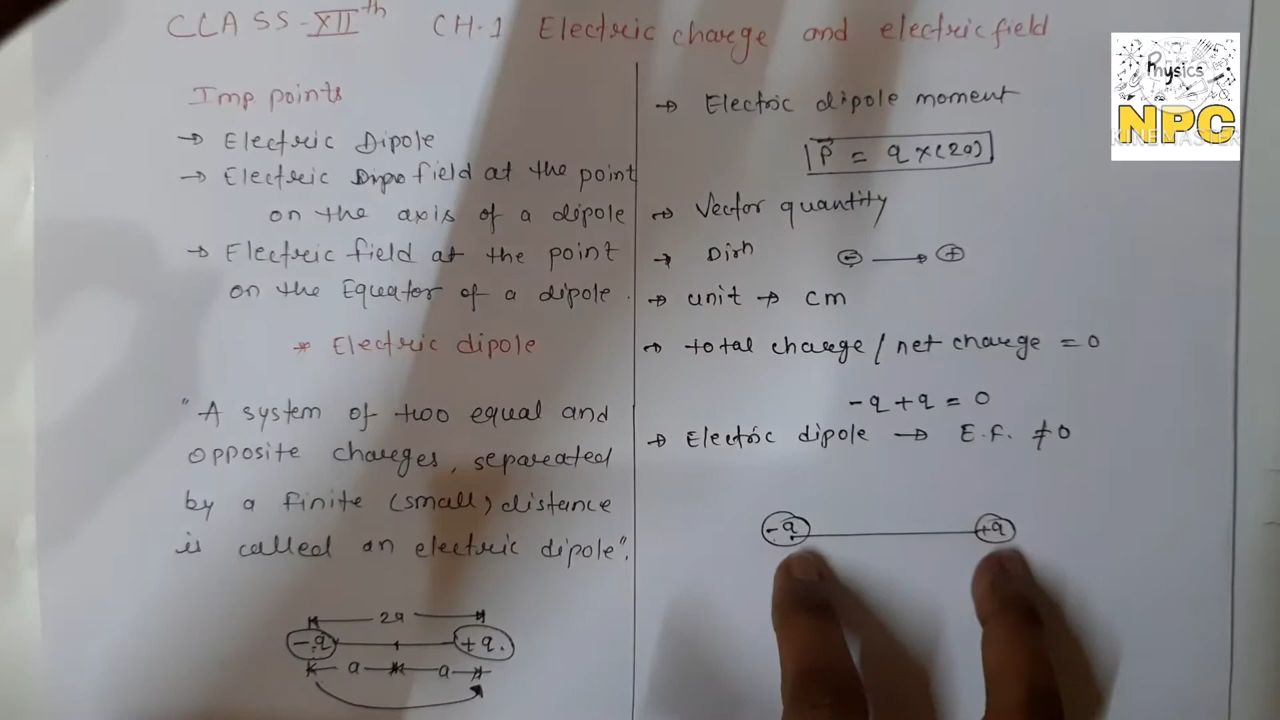 CLASS-XIIth CH-1 Electric charge and electric field
Imp points
→ Electric Dipole
→ Electric field at the point
on the axis of a dipole
→ Electric field at the point
on the Equator of a dipole.
* Electric dipole
"A system of two equal and
opposite charges, separeated
by a finite (small) distance
is called an electric dipole".
2a
-q +q.
a a
→ Electric dipole moment
P⃗ = q×(2a)
→ Vector quantity
→ Dirn ⊖ → ⊕
→ unit → cm
→ total charge / net charge = 0
-q+q=0
→ Electric dipole → E.F. ≠0
-q +q
Physics
NPC
KINEMASTER